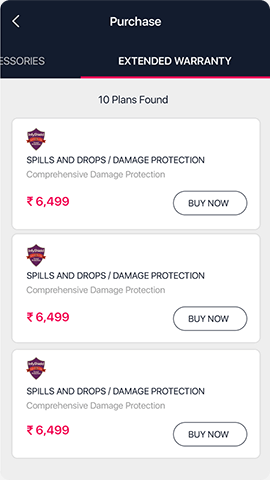 Purchase
ESSORIES
EXTENDED WARRANTY
10 Plans Found
SPILLS AND DROPS / DAMAGE PROTECTION
Comprehensive Damage Protection
₹ 6,499
BUY NOW
SPILLS AND DROPS / DAMAGE PROTECTION
Comprehensive Damage Protection
₹ 6,499
BUY NOW
SPILLS AND DROPS / DAMAGE PROTECTION
Comprehensive Damage Protection
₹ 6,499
BUY NOW